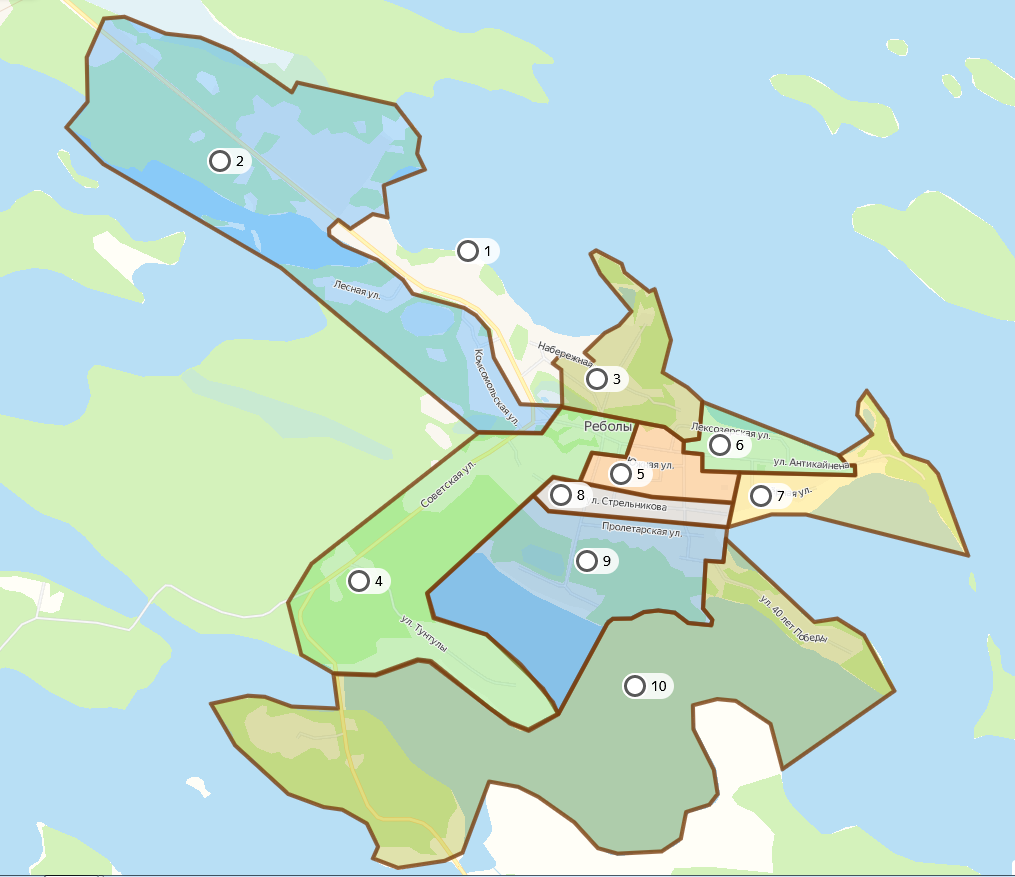 2
1
Лесная ул.
Набережная
Комсомольская ул.
3
Реболы
Лексозерская ул.
6
ул. Антикайнена
5
ная ул.
Советская ул.
8
л. Стрельникова
7
я ул.
Пролетарская ул.
9
4
ул. Тунгулы
ул. 40 лет Победы
10